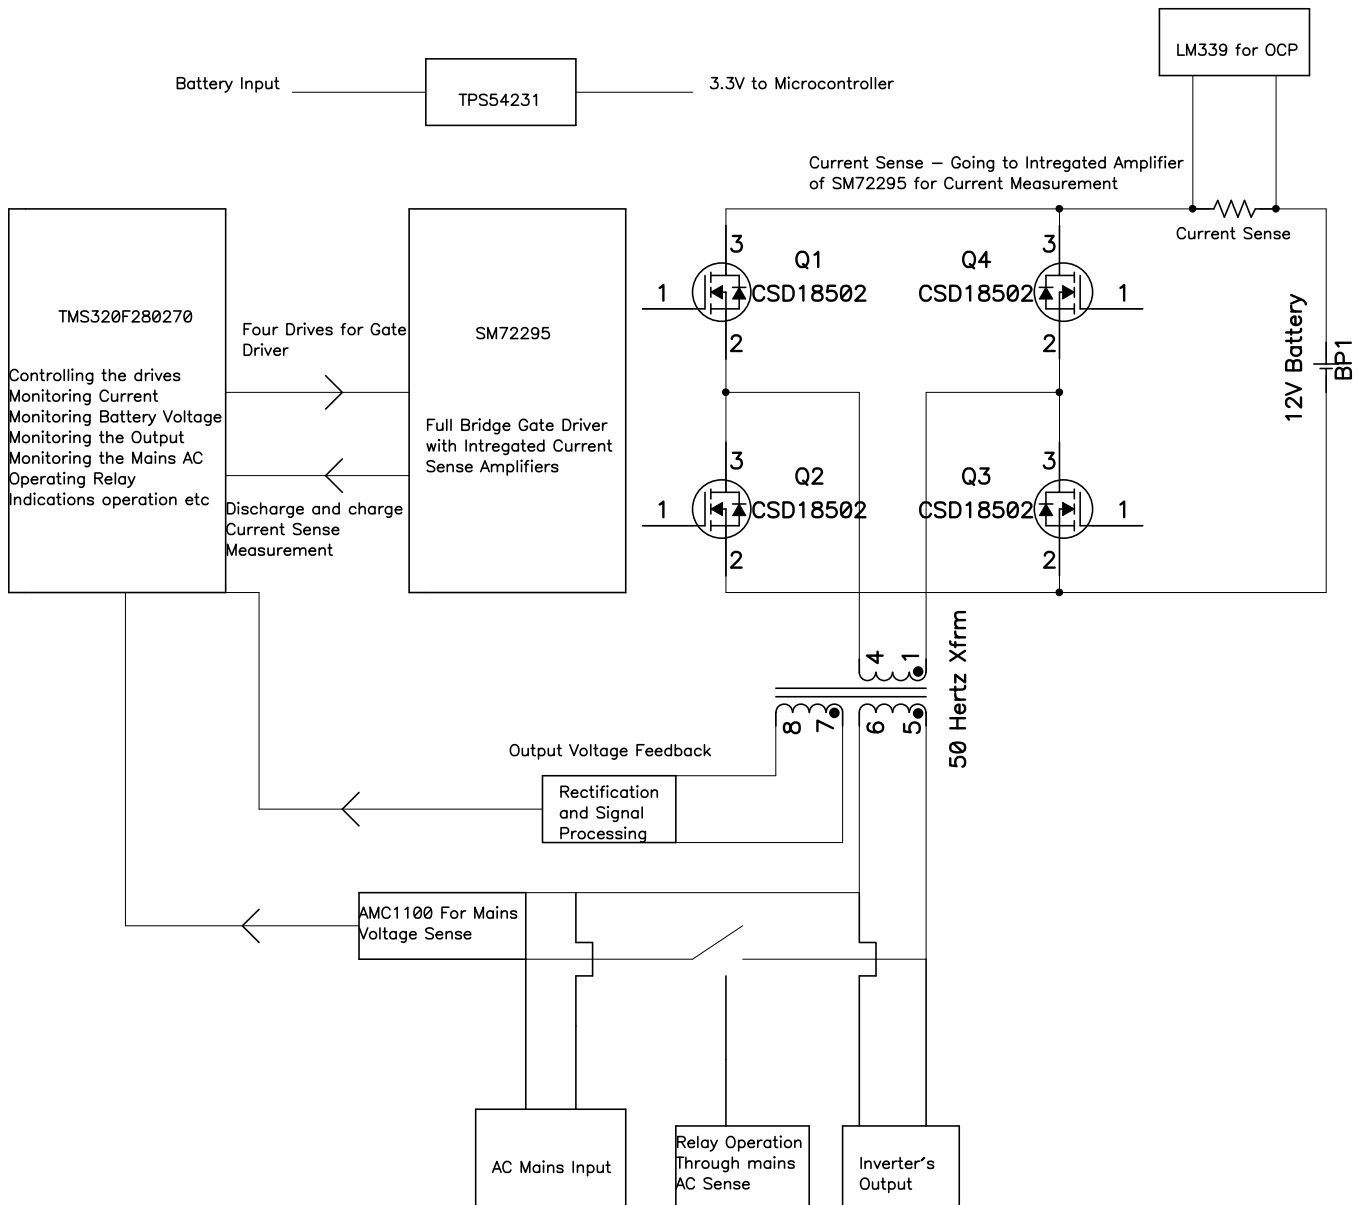 LM339 for OCP
Battery Input
TPS54231
3.3V to Microcontroller
Current Sense – Going to Intregated Amplifier
of SM72295 for Current Measurement
Current Sense
TMS320F280270
Controlling the drives
Monitoring Current
Monitoring Battery Voltage
Monitoring the Output
Monitoring the Mains AC
Operating Relay
Indications operation etc
Four Drives for Gate
Driver
Discharge and charge
Current Sense
Measurement
SM72295
Full Bridge Gate Driver
with Intregated Current
Sense Amplifiers
3
Q1
CSD18502
1
2
3
Q4
CSD18502
1
2
3
Q2
CSD18502
1
2
3
Q3
CSD18502
1
2
12V Battery
BP1
4
1
50 Hertz Xfrm
8
7
6
5
Output Voltage Feedback
Rectification
and Signal
Processing
AMC1100 For Mains
Voltage Sense
AC Mains Input
Relay Operation
Through mains
AC Sense
Inverter's
Output